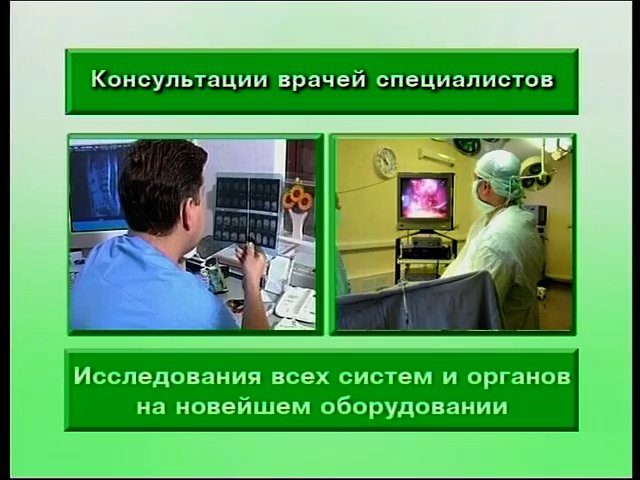 Консультации врачей специалистов
Исследования всех систем и органов
на новейшем оборудовании